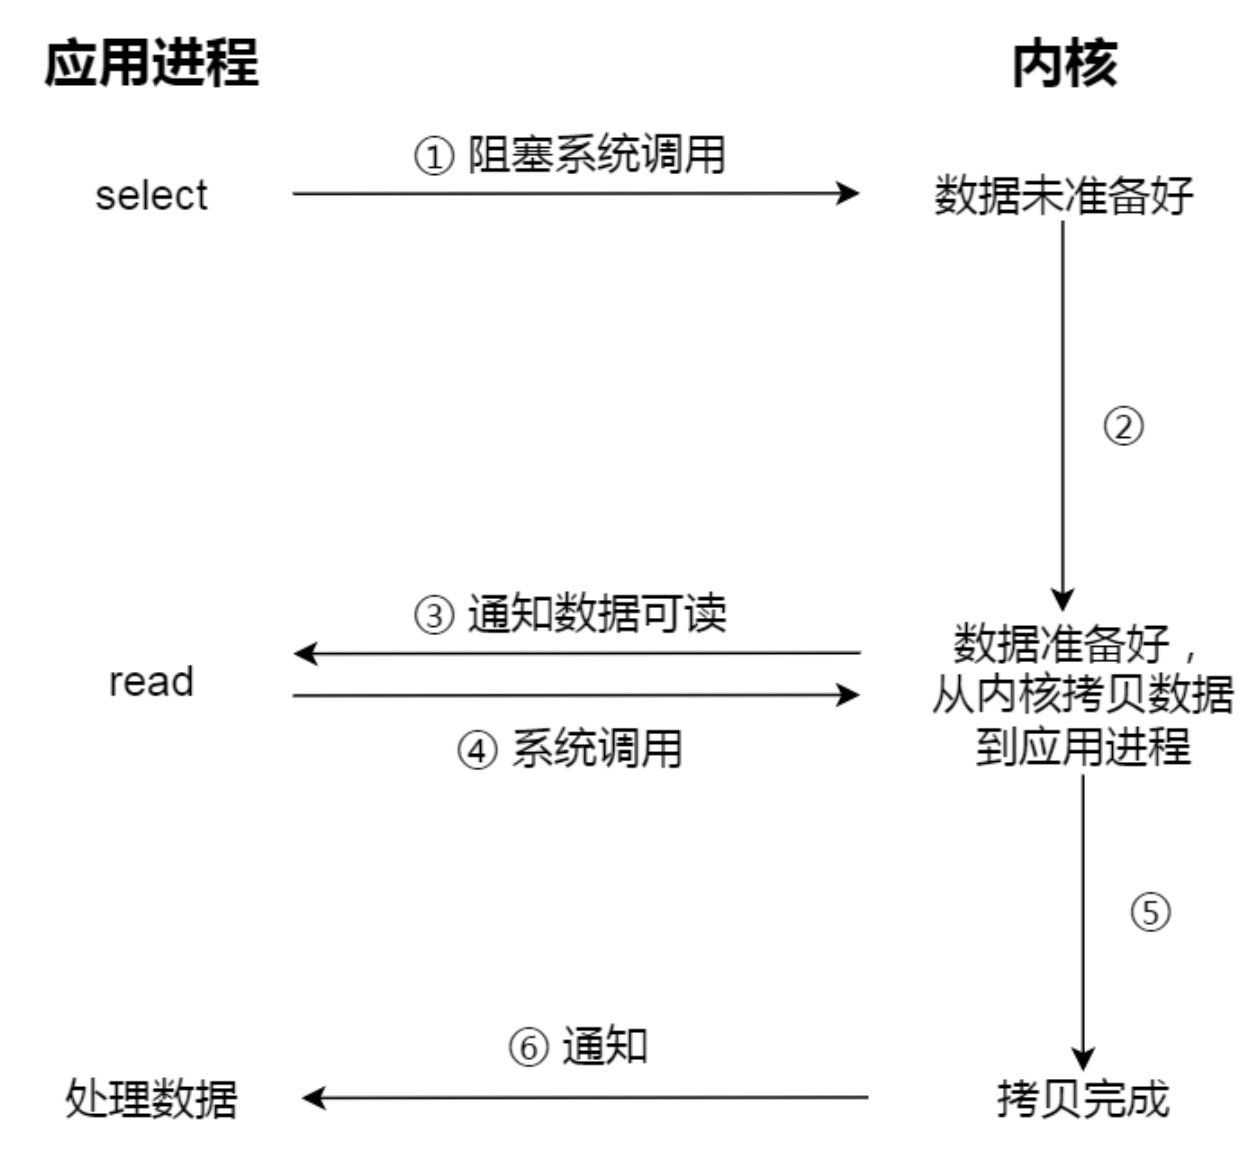 应用进程
内核
① 阻塞系统调用
select
数据未准备好
②
③ 通知数据可读
read
④ 系统调用
数据准备好，
从内核拷贝数据
到应用进程
⑤
⑥ 通知
处理数据
拷贝完成